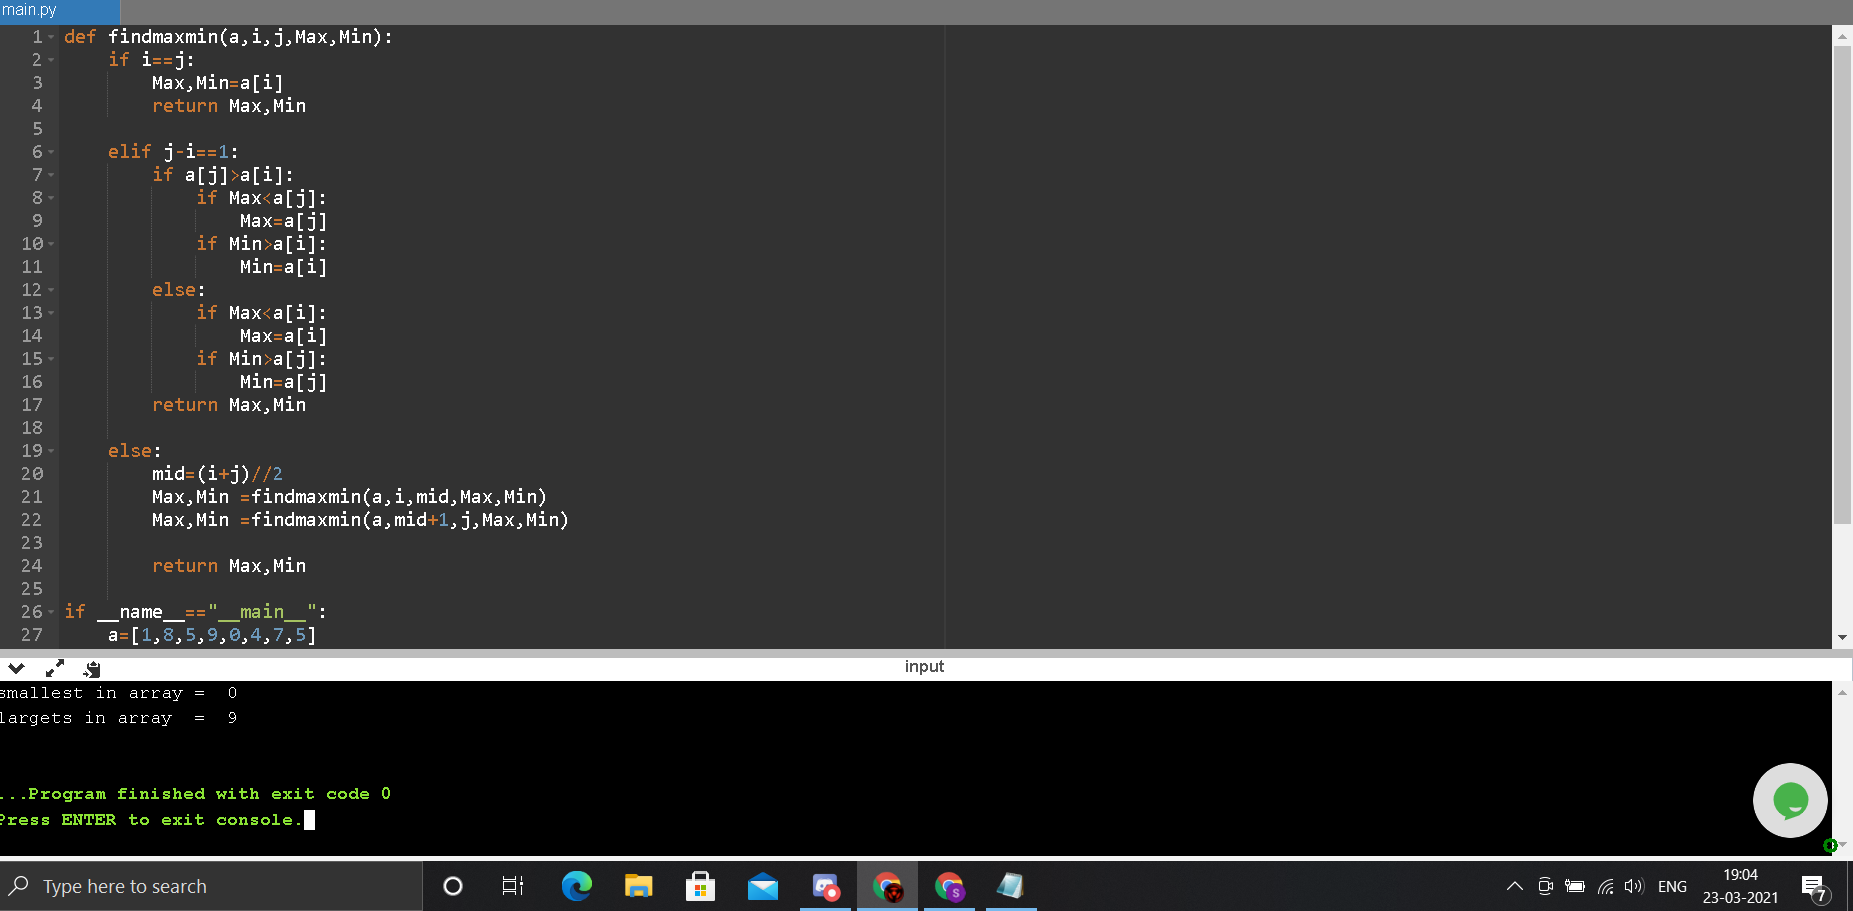 main.py
1 def findmaxmin(a,i,j,Max,Min):
2     if i==j:
3         Max,Min=a[i]
4         return Max,Min
5
6     elif j-i==1:
7         if a[j]>a[i]:
8             if Max<a[j]:
9                 Max=a[j]
10             if Min>a[i]:
11                 Min=a[i]
12         else:
13             if Max<a[i]:
14                 Max=a[i]
15             if Min>a[j]:
16                 Min=a[j]
17         return Max,Min
18
19     else:
20         mid=(i+j)//2
21         Max,Min =findmaxmin(a,i,mid,Max,Min)
22         Max,Min =findmaxmin(a,mid+1,j,Max,Min)
23
24         return Max,Min
25
26 if __name__=="__main__":
27     a=[1,8,5,9,0,4,7,5]
input
smallest in array =  0
largets in array  =  9
...Program finished with exit code 0
Press ENTER to exit console.
Type here to search
S
ENG
19:04
23-03-2021
7